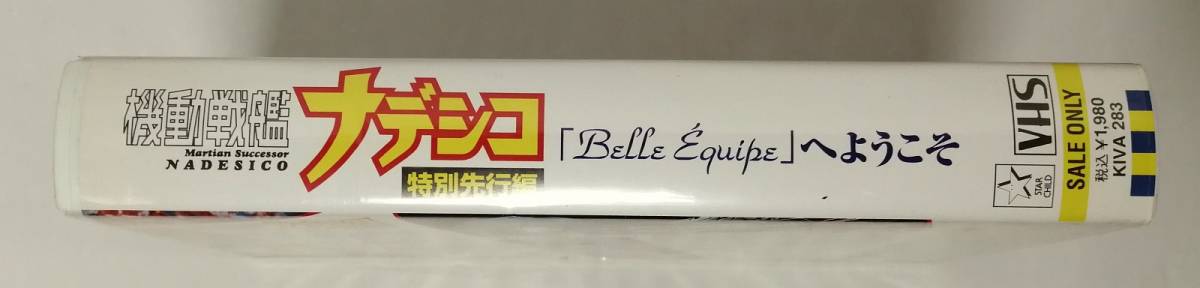 機動戦艦
Martian Successor
NADESICO
ナデシコ
特別先行編
「Belle Équipe」へようこそ
VHS
STAR
CHILD
SALE ONLY
税込¥1,980
KIVA 283